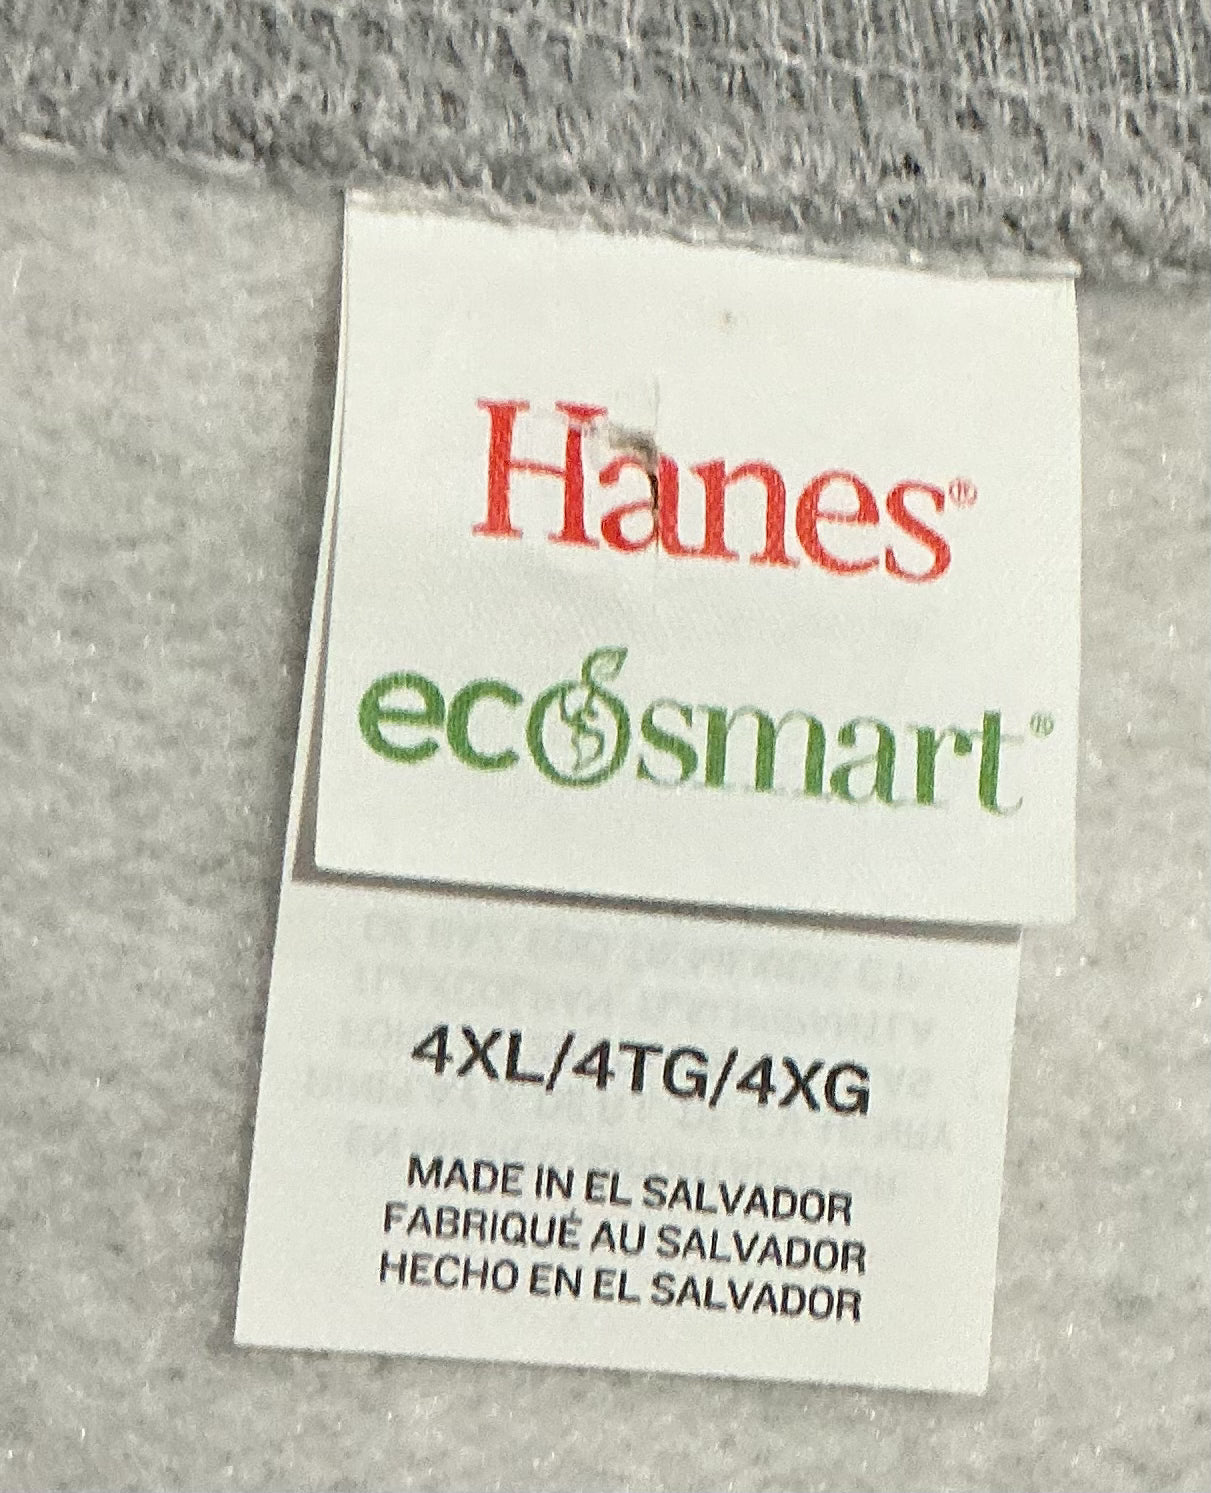 Hanes®
ecosmart®
4XL/4TG/4XG
MADE IN EL SALVADOR
FABRIQUÉ AU SALVADOR
HECHO EN EL SALVADOR